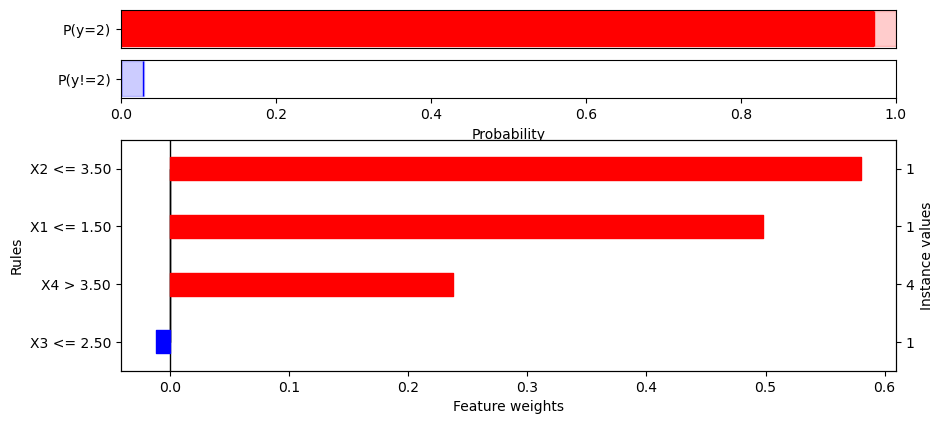 P(y=2)
P(y!=2)
0.0 0.2 0.4 0.6 0.8 1.0
Probability
X2 <= 3.50 1
X1 <= 1.50 1
X4 > 3.50 4
X3 <= 2.50 1
Rules
Instance values
0.0 0.1 0.2 0.3 0.4 0.5 0.6
Feature weights